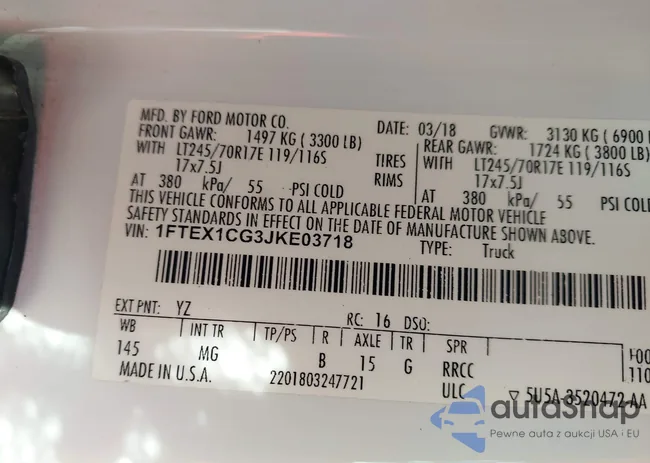 MFD. BY FORD MOTOR CO. DATE: 03/18 GVWR: 3130 KG ( 6900
FRONT GAWR: 1497 KG ( 3300 LB) REAR GAWR: 1724 KG ( 3800 LB)
WITH LT245/70R17E 119/116S TIRES WITH LT245/70R17E 119/116S
17x7.5J RIMS 17x7.5J
AT 380 kPa/ 55 PSI COLD AT 380 kPa/ 55 PSI COLD
THIS VEHICLE CONFORMS TO ALL APPLICABLE FEDERAL MOTOR VEHICLE
SAFETY STANDARDS IN EFFECT ON THE DATE OF MANUFACTURE SHOWN ABOVE.
VIN: 1FTEX1CG3JKE03718 TYPE: Truck
EXT PNT: YZ RC: 16 DSO:
WB INT TR TP/PS R AXLE TR SPR
145 MG B 15 G RRCC
MADE IN U.S.A. 2201803247721 ULC ▽ 5U5A-3520472-AA
autoSnap
Pewne auta z aukcji USA i EU